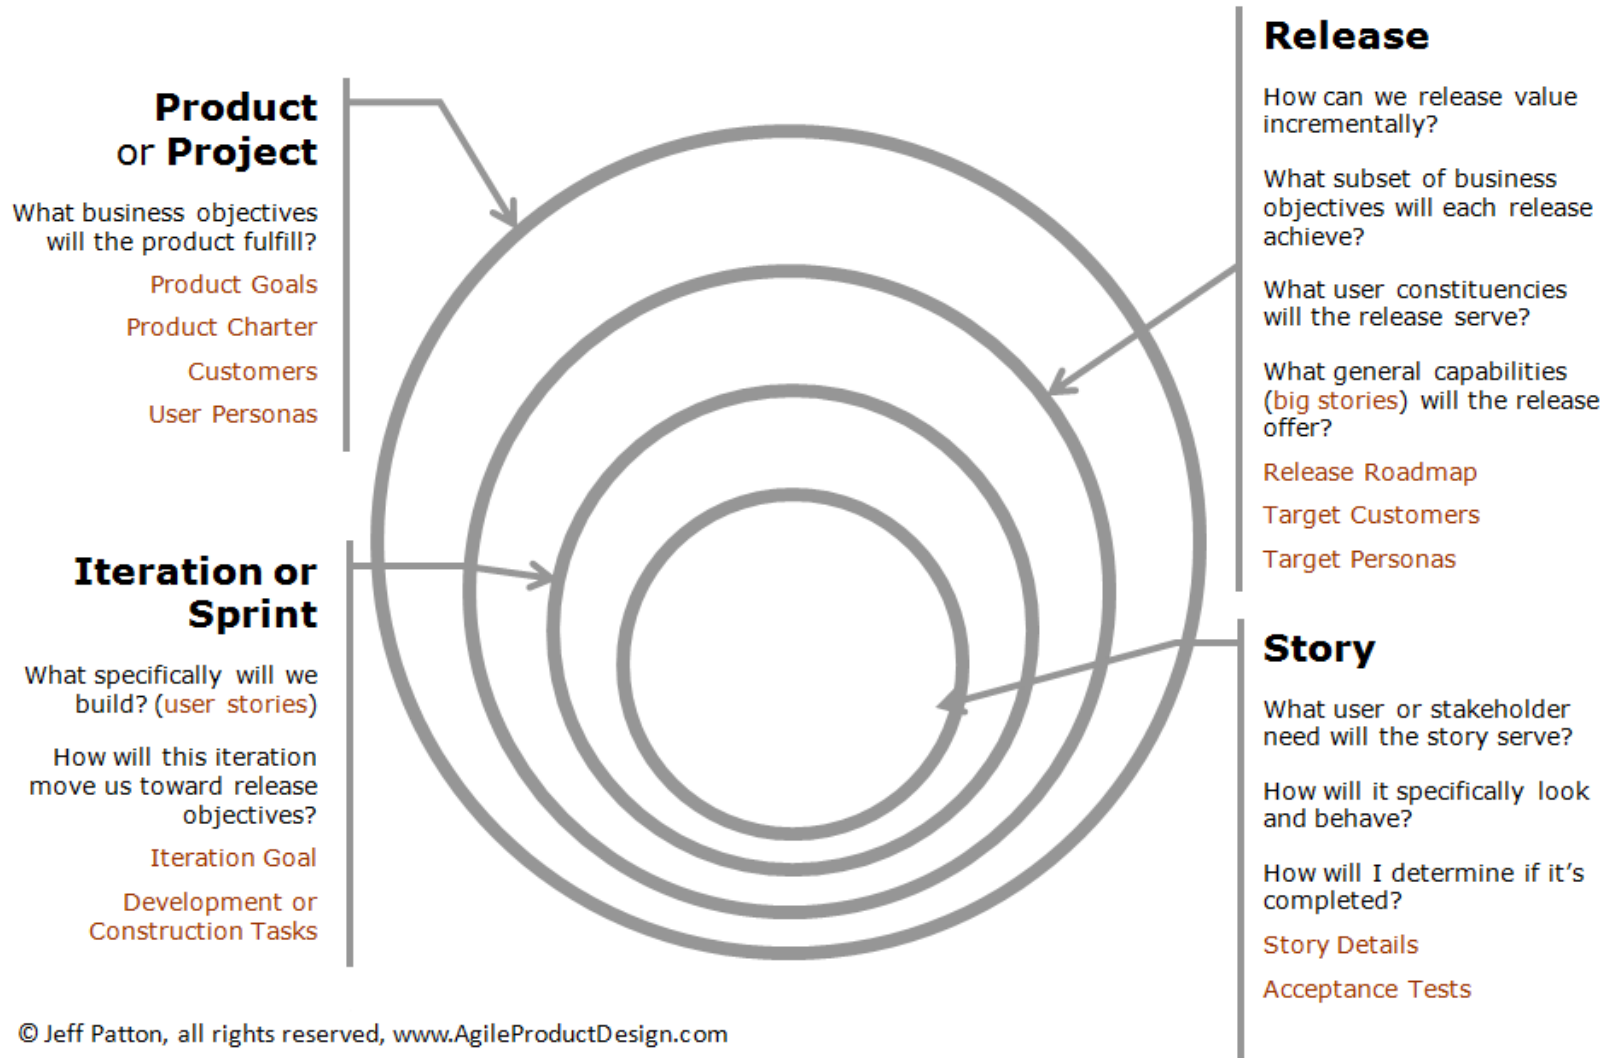 Product
or Project
What business objectives
will the product fulfill?
Product Goals
Product Charter
Customers
User Personas
Iteration or
Sprint
What specifically will we
build? (user stories)
How will this iteration
move us toward release
objectives?
Iteration Goal
Development or
Construction Tasks
Release
How can we release value
incrementally?
What subset of business
objectives will each release
achieve?
What user constituencies
will the release serve?
What general capabilities
(big stories) will the release
offer?
Release Roadmap
Target Customers
Target Personas
Story
What user or stakeholder
need will the story serve?
How will it specifically look
and behave?
How will I determine if it's
completed?
Story Details
Acceptance Tests
© Jeff Patton, all rights reserved, www.AgileProductDesign.com